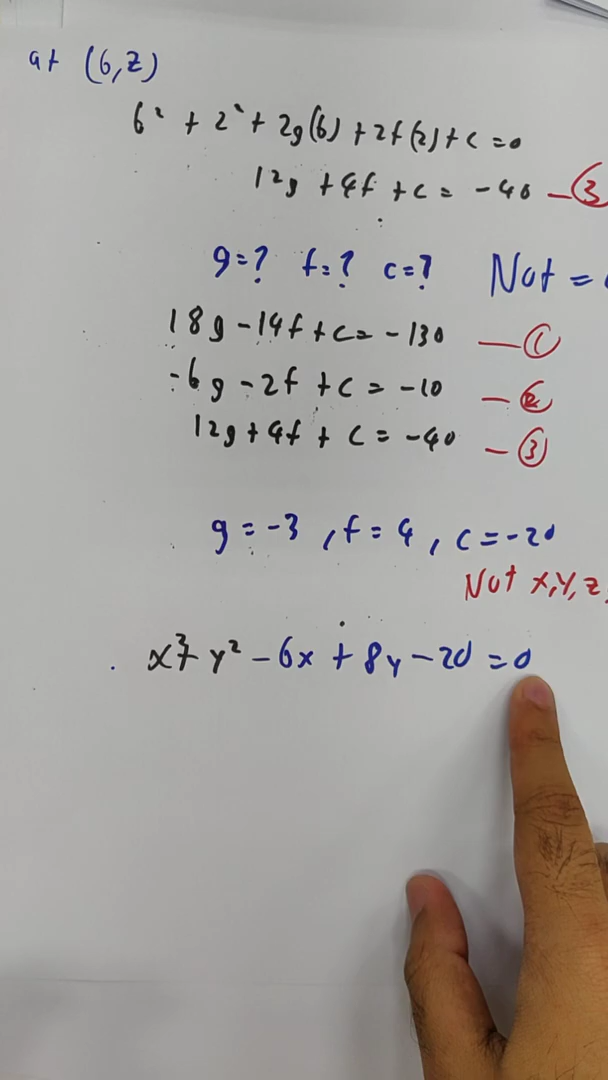 at (6,2)
6² + 2² + 2g(6) + 2f(2) + c = 0
12g + 4f + c = -40 — ③
g=? f=? c=? Not =
18g - 14f + c = -130 — ①
-6g - 2f + c = -10 — ②
12g + 4f + c = -40 — ③
g = -3 , f = 4 , c = -20
Not x,y,z
x² + y² - 6x + 8y - 20 = 0